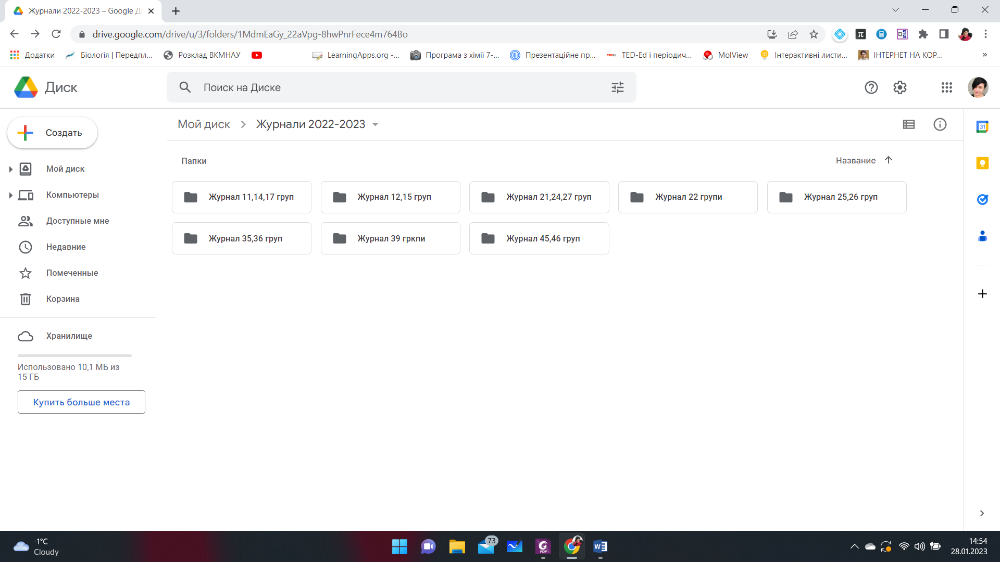 Журнали 2022-2023 – Google Ді
drive.google.com/drive/u/3/folders/1MdmEaGy_22aVpg-8hwPnrFece4m764Bo
Додатки
Біологія | Передпл...
Розклад ВКМНАУ
LearningApps.org -...
Програма з хімії 7-...
Презентаційне пр...
TED-Ed і періодич...
MolView
Інтерактивні листи...
ІНТЕРНЕТ НА КОР...
»
Диск
Поиск на Диске
Создать
Мой диск
Компьютеры
Доступные мне
Недавние
Помеченные
Корзина
Хранилище
Использовано 10,1 МБ из
15 ГБ
Купить больше места
Мой диск > Журнали 2022-2023
Папки
Название
Журнал 11,14,17 груп
Журнал 12,15 груп
Журнал 21,24,27 груп
Журнал 22 групи
Журнал 25,26 груп
Журнал 35,36 груп
Журнал 39 гркпи
Журнал 45,46 груп
31
-1°C
Cloudy
73
PDF
14:54
28.01.2023